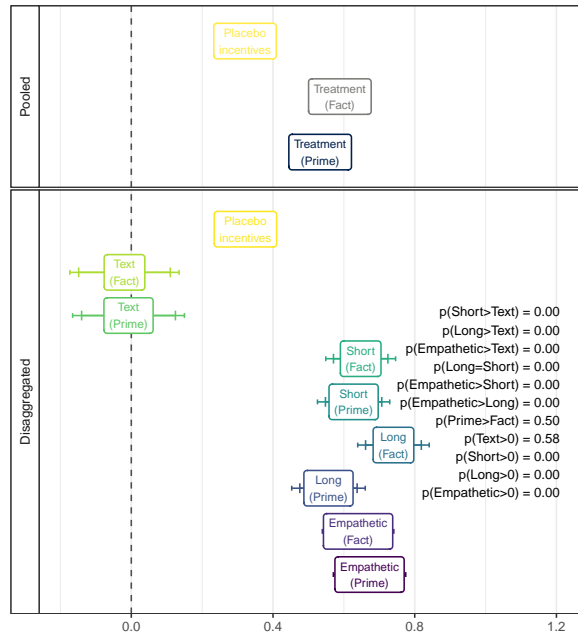 Pooled
Placebo
incentives
Treatment
(Fact)
Treatment
(Prime)
Disaggregated
Placebo
incentives
Text
(Fact)
Text
(Prime)
Short
(Fact)
Short
(Prime)
Long
(Fact)
Long
(Prime)
Empathetic
(Fact)
Empathetic
(Prime)
p(Short>Text) = 0.00
p(Long>Text) = 0.00
p(Empathetic>Text) = 0.00
p(Long=Short) = 0.00
p(Empathetic>Short) = 0.00
p(Empathetic>Long) = 0.00
p(Prime>Fact) = 0.50
p(Text>0) = 0.58
p(Short>0) = 0.00
p(Long>0) = 0.00
p(Empathetic>0) = 0.00
0.0 0.4 0.8 1.2